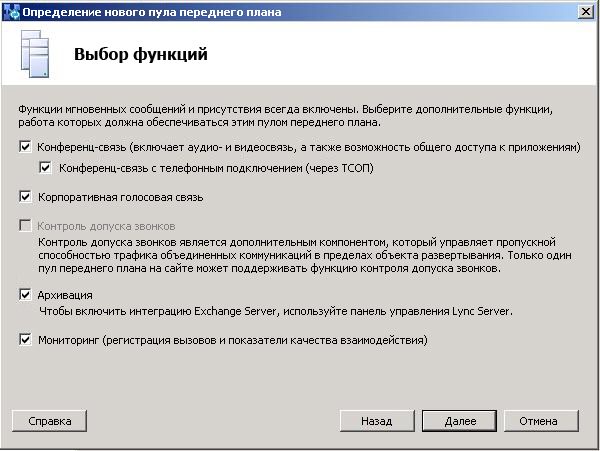 Определение нового пула переднего плана
Выбор функций
Функции мгновенных сообщений и присутствия всегда включены. Выберите дополнительные функции,
работа которых должна обеспечиваться этим пулом переднего плана.
Конференц-связь (включает аудио- и видеосвязь, а также возможность общего доступа к приложениям)
Конференц-связь с телефонным подключением (через ТСОП)
Корпоративная голосовая связь
Контроль допуска звонков
Контроль допуска звонков является дополнительным компонентом, который управляет пропускной
способностью трафика объединенных коммуникаций в пределах объекта развертывания. Только один
пул переднего плана на сайте может поддерживать функцию контроля допуска звонков.
Архивация
Чтобы включить интеграцию Exchange Server, используйте панель управления Lync Server.
Мониторинг (регистрация вызовов и показатели качества взаимодействия)
Справка
Назад
Далее
Отмена